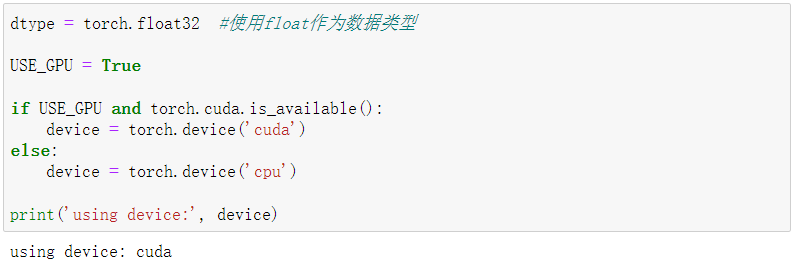 dtype = torch.float32  #使用float作为数据类型
USE_GPU = True
if USE_GPU and torch.cuda.is_available():
    device = torch.device('cuda')
else:
    device = torch.device('cpu')
print('using device:', device)
using device: cuda